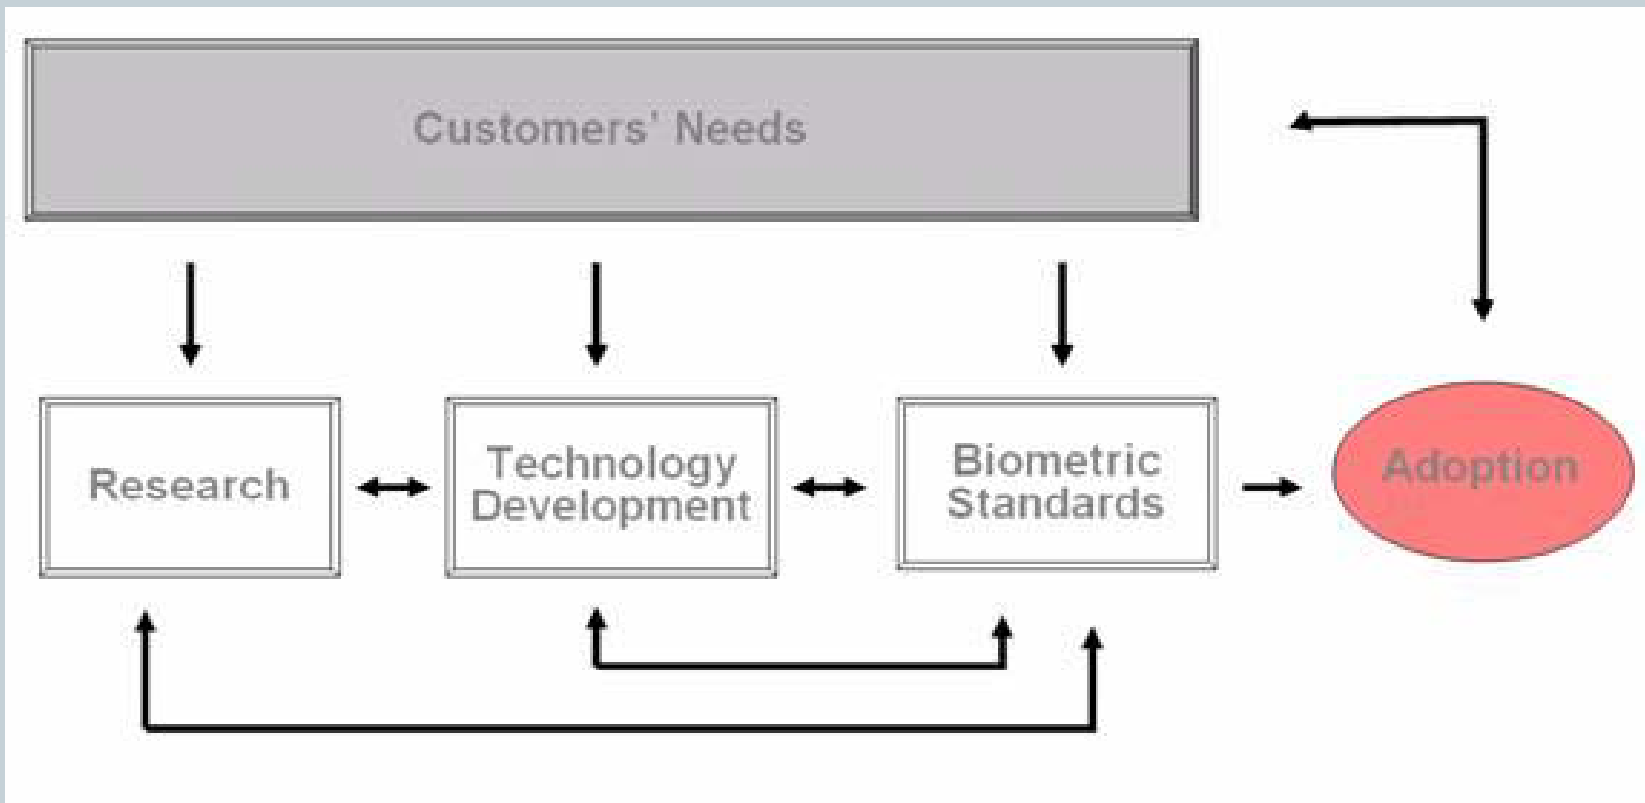 Customers' Needs
Research
Technology
Development
Biometric
Standards
Adoption